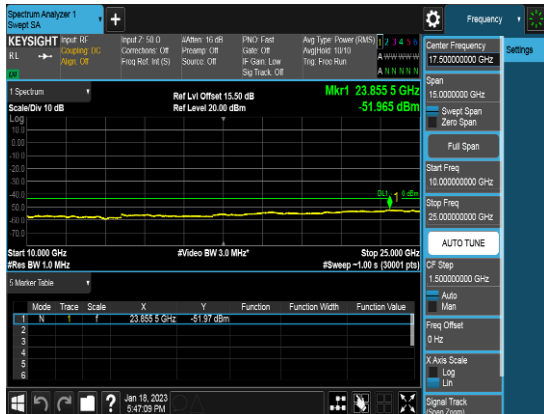 Spectrum Analyzer 1
Swept SA
Frequency
KEYSIGHT
RL
Input: RF
Coupling: DC
Align: Off
Input Z: 50 Ω
Corrections: Off
Freq Ref: Int (S)
#Atten: 16 dB
Preamp: Off
Source: Off
PNO: Fast
Gate: Off
IF Gain: Low
Sig Track: Off
Avg Type: Power (RMS)
Avg|Hold: 10/10
Trig: Free Run
1 2 3 4 5 6
A W W W W W
A N N N N N
1 Spectrum
Scale/Div 10 dB
Ref Lvl Offset 15.50 dB
Ref Level 20.00 dBm
Mkr1 23.855 5 GHz
-51.965 dBm
Log
10.0
0.00
-10.0
-20.0
-30.0
-40.0
-50.0
-60.0
-70.0
1
Start 10.000 GHz
#Res BW 1.0 MHz
#Video BW 3.0 MHz*
Stop 25.000 GHz
#Sweep ~1.00 s (30001 pts)
5 Marker Table
Mode Trace Scale X Y Function Function Width Function Value
1 N 1 f 23.855 5 GHz -51.97 dBm
2
3
4
5
6
Jan 18, 2023
5:47:09 PM
Center Frequency
17.500000000 GHz
Settings
Span
15.0000000 GHz
Swept Span
Zero Span
Full Span
Start Freq
10.000000000 GHz
Stop Freq
25.000000000 GHz
AUTO TUNE
CF Step
1.500000000 GHz
Auto
Man
Freq Offset
0 Hz
X Axis Scale
Log
Lin
Signal Track
(Span Zoom)